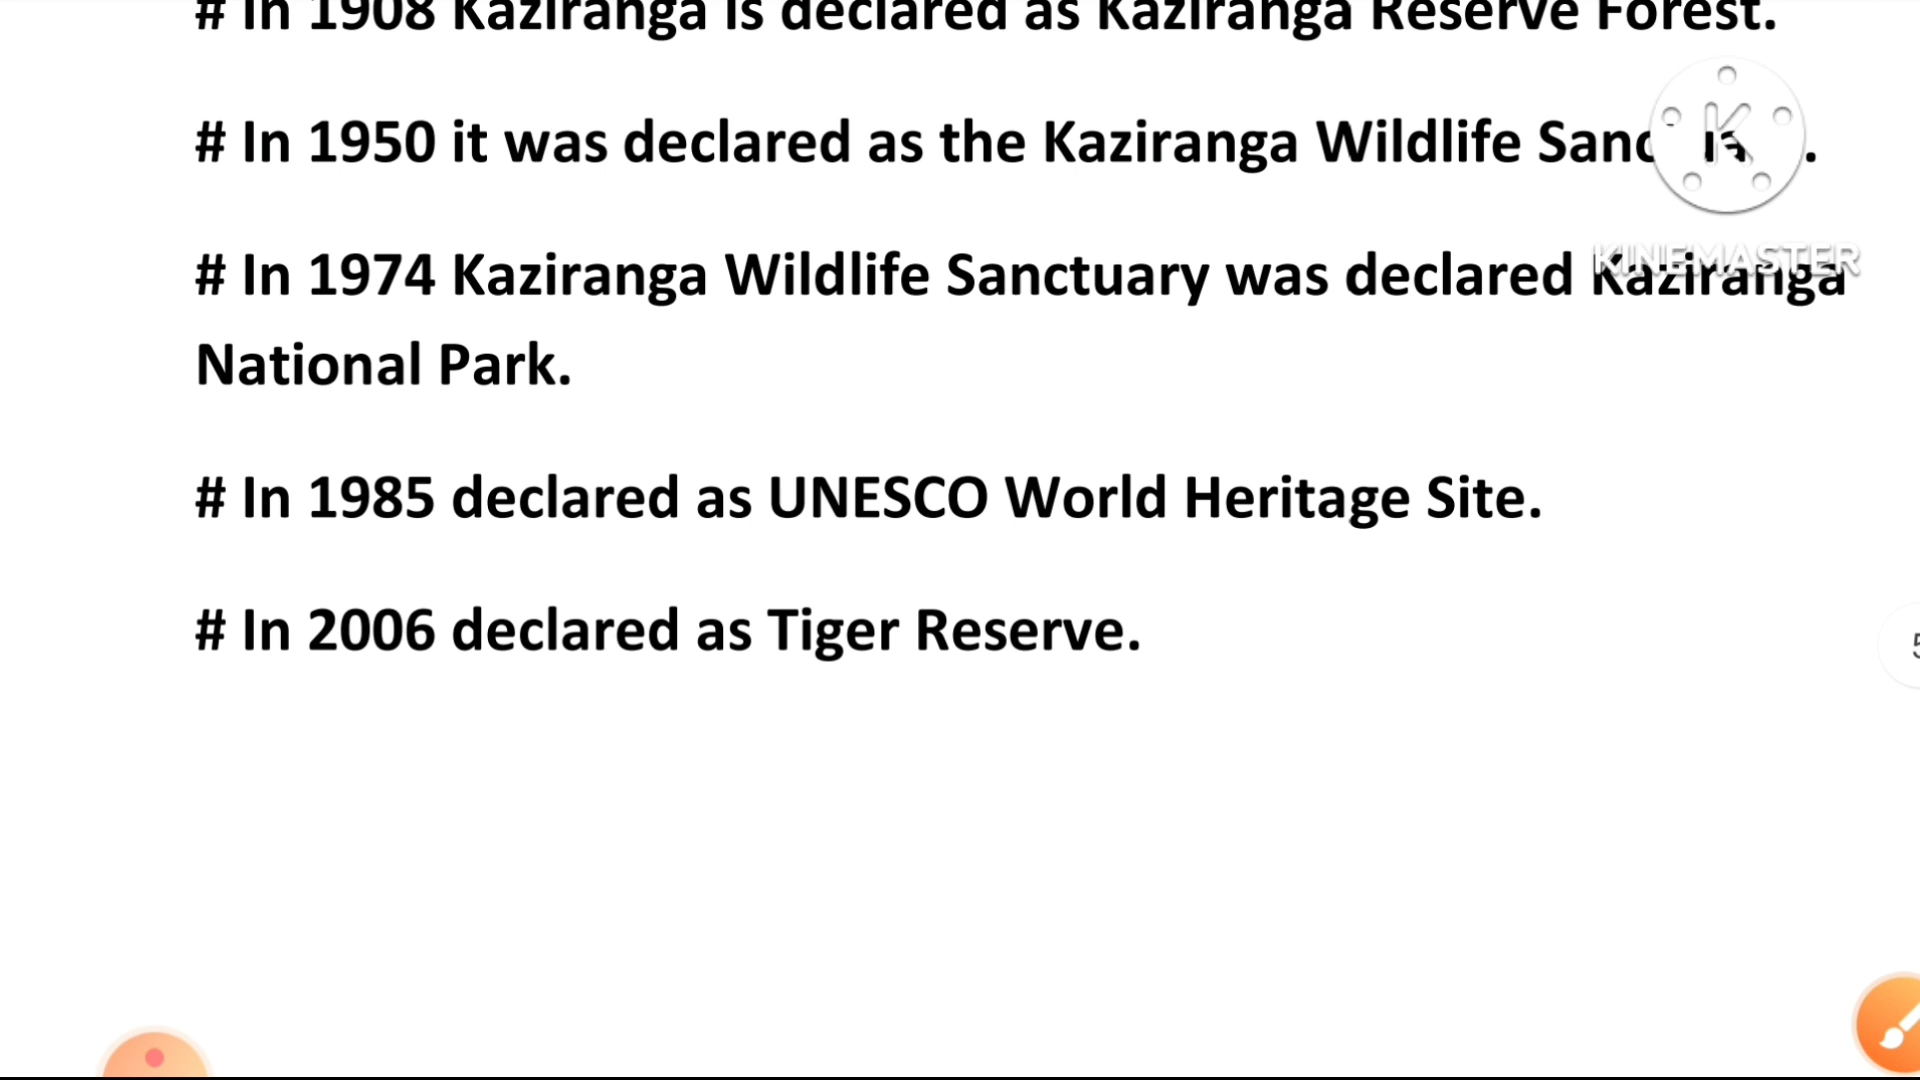 # In 1908 Kaziranga is declared as Kaziranga Reserve Forest.
# In 1950 it was declared as the Kaziranga Wildlife
# In 1974 Kaziranga Wildlife Sanctuary was declared Kaziranga
KINEMASTER
National Park.
# In 1985 declared as UNESCO World Heritage Site.
# In 2006 declared as Tiger Reserve.